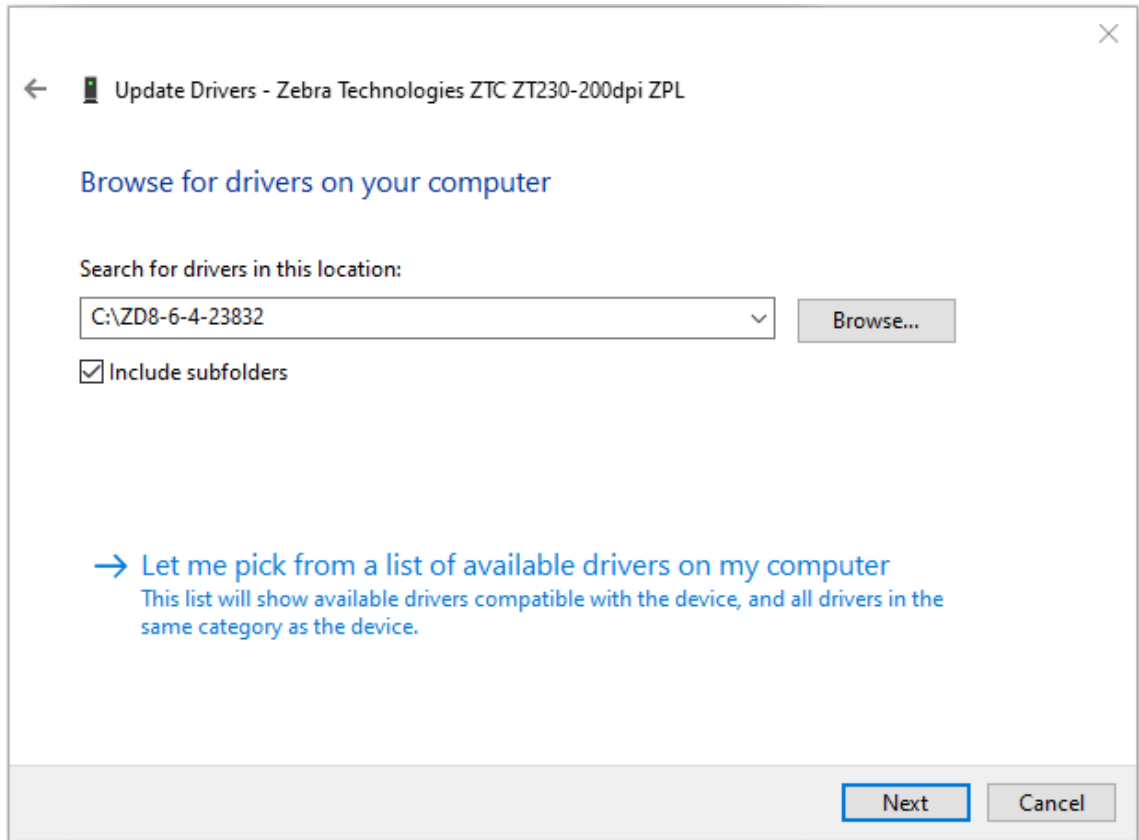 Update Drivers - Zebra Technologies ZTC ZT230-200dpi ZPL
Browse for drivers on your computer
Search for drivers in this location:
C:\ZD8-6-4-23832
Browse...
Include subfolders
Let me pick from a list of available drivers on my computer
This list will show available drivers compatible with the device, and all drivers in the
same category as the device.
Next
Cancel